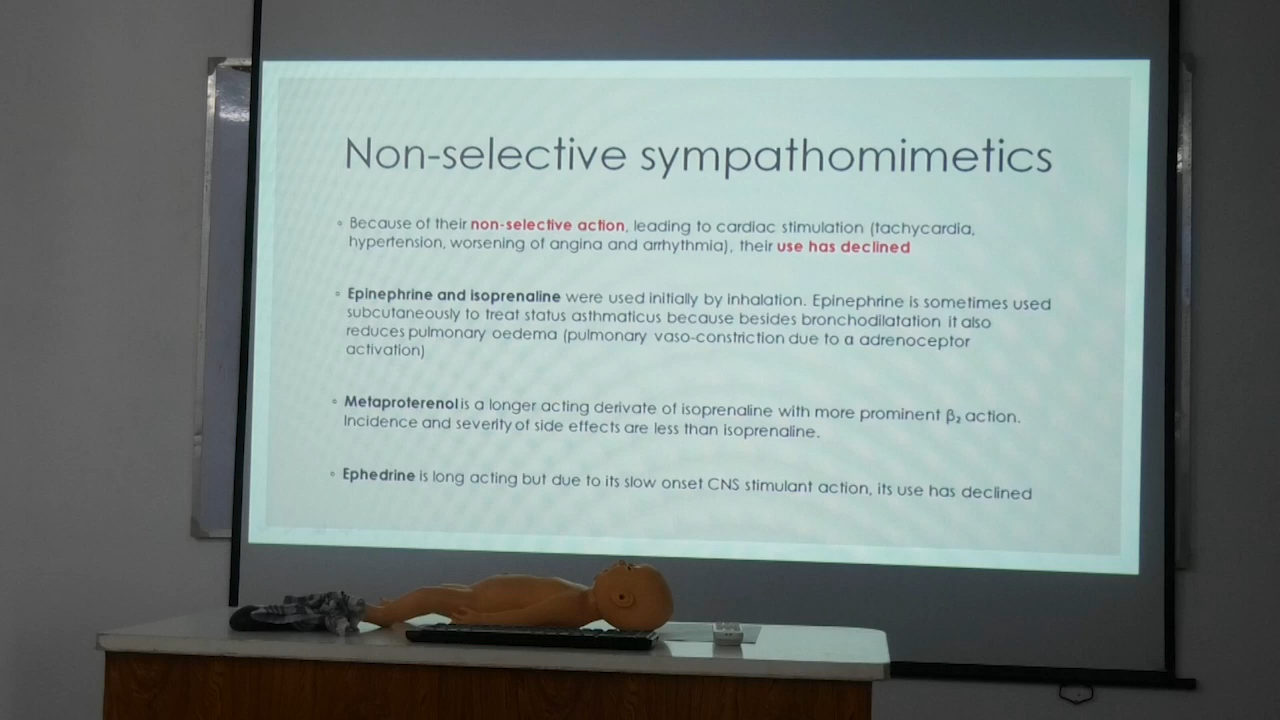 Non-selective sympathomimetics
Because of their non-selective action, leading to cardiac stimulation (tachycardia,
hypertension, worsening of angina and arrhythmia), their use has declined
Epinephrine and isoprenaline were used initially by inhalation. Epinephrine is sometimes used
subcutaneously to treat status asthmaticus because besides bronchodilatation it also
reduces pulmonary oedema (pulmonary vaso-constriction due to α adrenoceptor
activation)
Metaproterenol is a longer acting derivate of isoprenaline with more prominent β₂ action.
Incidence and severity of side effects are less than isoprenaline.
Ephedrine is long acting but due to its slow onset CNS stimulant action, its use has declined